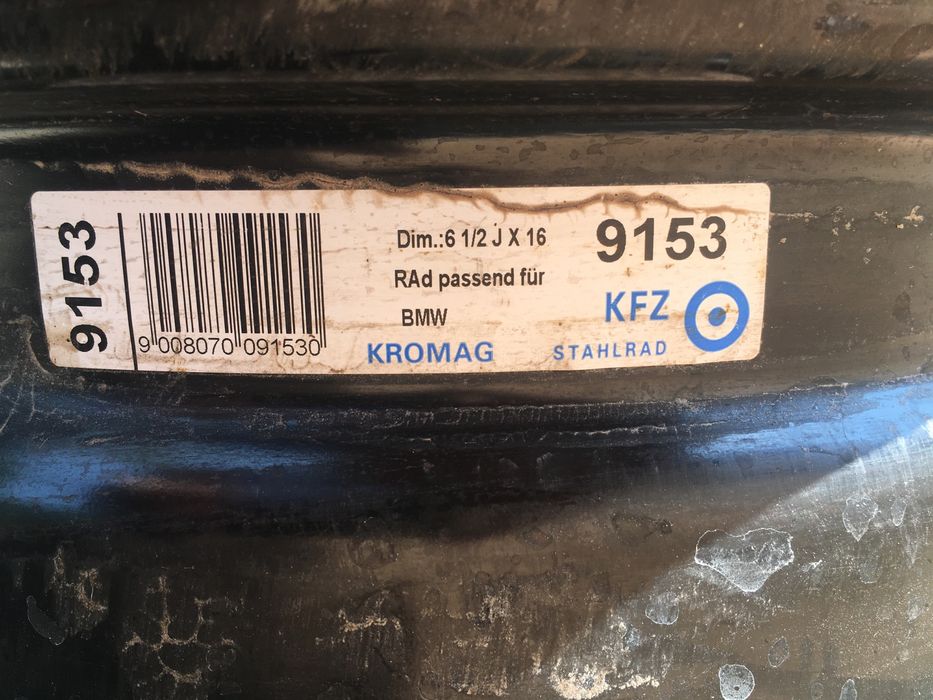 9153
9 008070 091530
Dim.:6 1/2 J X 16
RAd passend für
BMW
KROMAG
9153
KFZ
STAHLRAD